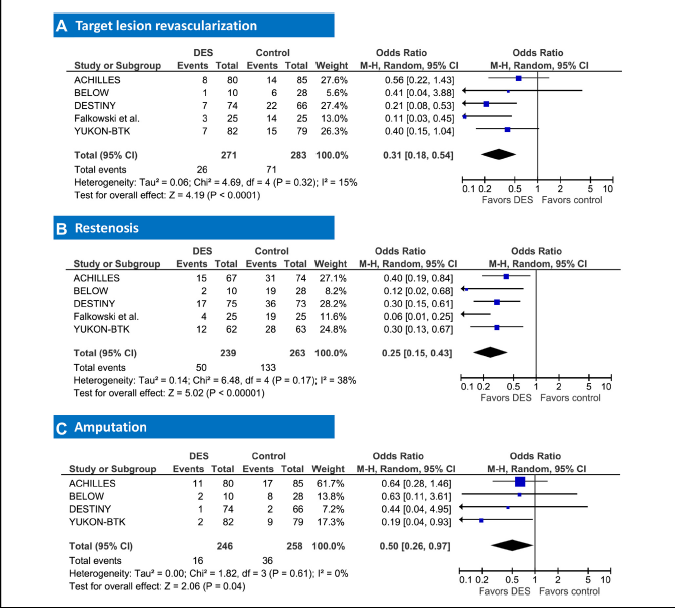 A Target lesion revascularization
DES Control Odds Ratio Odds Ratio
Study or Subgroup Events Total Events Total Weight M-H, Random, 95% CI M-H, Random, 95% CI
ACHILLES 8 80 14 85 27.6% 0.56 [0.22, 1.43]
BELOW 1 10 6 28 5.6% 0.41 [0.04, 3.88]
DESTINY 7 74 22 66 27.4% 0.21 [0.08, 0.53]
Falkowski et al. 3 25 14 25 13.0% 0.11 [0.03, 0.45]
YUKON-BTK 7 82 15 79 26.3% 0.40 [0.15, 1.04]
Total (95% CI) 271 283 100.0% 0.31 [0.18, 0.54]
Total events 26 71
Heterogeneity: Tau² = 0.06; Chi² = 4.69, df = 4 (P = 0.32); I² = 15%
Test for overall effect: Z = 4.19 (P < 0.0001)
0.1 0.2 0.5 1 2 5 10
Favors DES Favors control
B Restenosis
DES Control Odds Ratio Odds Ratio
Study or Subgroup Events Total Events Total Weight M-H, Random, 95% CI M-H, Random, 95% CI
ACHILLES 15 67 31 74 27.1% 0.40 [0.19, 0.84]
BELOW 2 10 19 28 8.2% 0.12 [0.02, 0.68]
DESTINY 17 75 36 73 28.2% 0.30 [0.15, 0.61]
Falkowski et al. 4 25 19 25 11.6% 0.06 [0.01, 0.25]
YUKON-BTK 12 62 28 63 24.8% 0.30 [0.13, 0.67]
Total (95% CI) 239 263 100.0% 0.25 [0.15, 0.43]
Total events 50 133
Heterogeneity: Tau² = 0.14; Chi² = 6.48, df = 4 (P = 0.17); I² = 38%
Test for overall effect: Z = 5.02 (P < 0.00001)
0.1 0.2 0.5 1 2 5 10
Favors DES Favors control
C Amputation
DES Control Odds Ratio Odds Ratio
Study or Subgroup Events Total Events Total Weight M-H, Random, 95% CI M-H, Random, 95% CI
ACHILLES 11 80 17 85 61.7% 0.64 [0.28, 1.46]
BELOW 2 10 8 28 13.8% 0.63 [0.11, 3.61]
DESTINY 1 74 2 66 7.2% 0.44 [0.04, 4.95]
YUKON-BTK 2 82 9 79 17.3% 0.19 [0.04, 0.93]
Total (95% CI) 246 258 100.0% 0.50 [0.26, 0.97]
Total events 16 36
Heterogeneity: Tau² = 0.00; Chi² = 1.82, df = 3 (P = 0.61); I² = 0%
Test for overall effect: Z = 2.06 (P = 0.04)
0.1 0.2 0.5 1 2 5 10
Favors DES Favors control